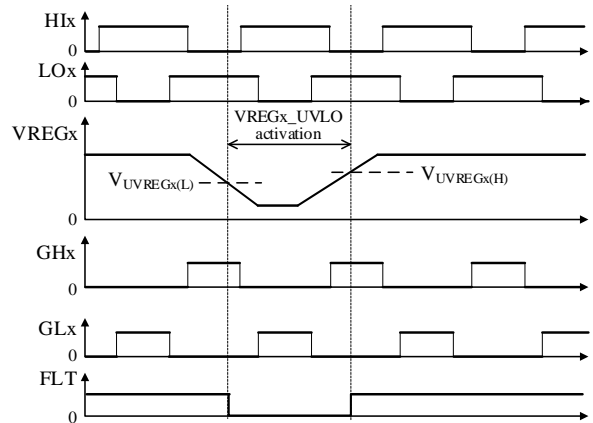 HIx
0
LOx
0
VREGx_UVLO
activation
VREGx
VUVREGx(L)
VUVREGx(H)
0
GHx
0
GLx
0
FLT
0